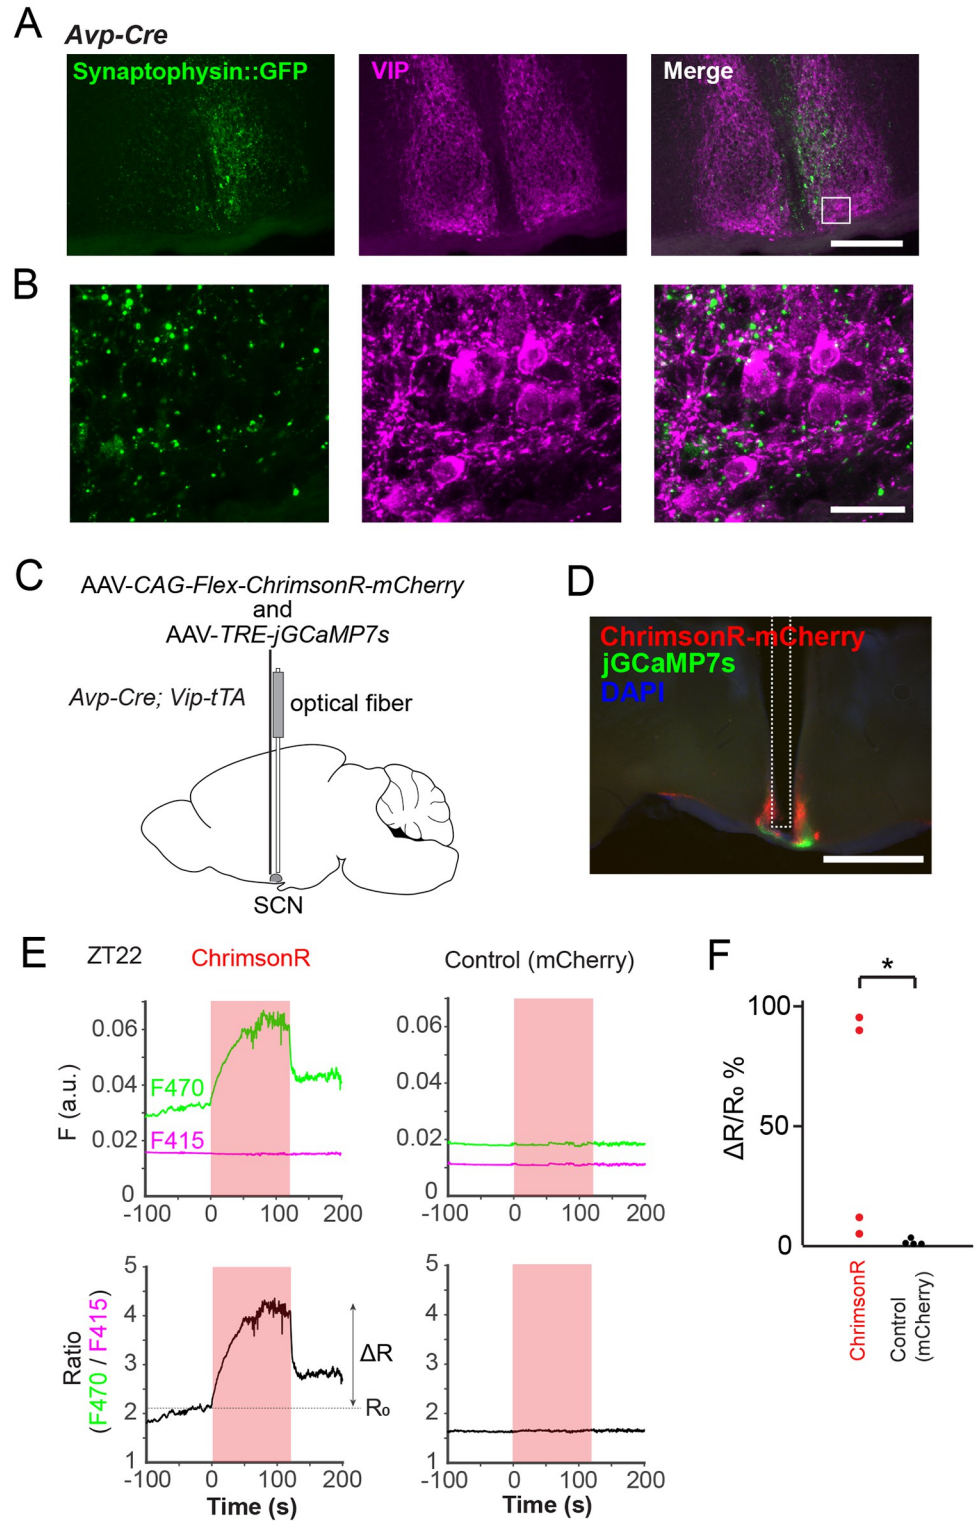 A
Avp-Cre
Synaptophysin::GFP
VIP
Merge
B
C
AAV-CAG-Flex-ChrimsonR-mCherry
and
AAV-TRE-jGCaMP7s
Avp-Cre; Vip-tTA
optical fiber
SCN
D
ChrimsonR-mCherry
jGCaMP7s
DAPI
E
ZT22
ChrimsonR
Control (mCherry)
F (a.u.)
0.06
0.04
0.02
0
F470
F415
-100
0
100
200
0.06
0.04
0.02
0
-100
0
100
200
Ratio
(F470 / F415)
5
4
3
2
1
ΔR
R₀
-100
0
100
200
Time (s)
5
4
3
2
1
-100
0
100
200
Time (s)
F
*
ΔR/R₀ %
100
50
0
ChrimsonR
Control
(mCherry)